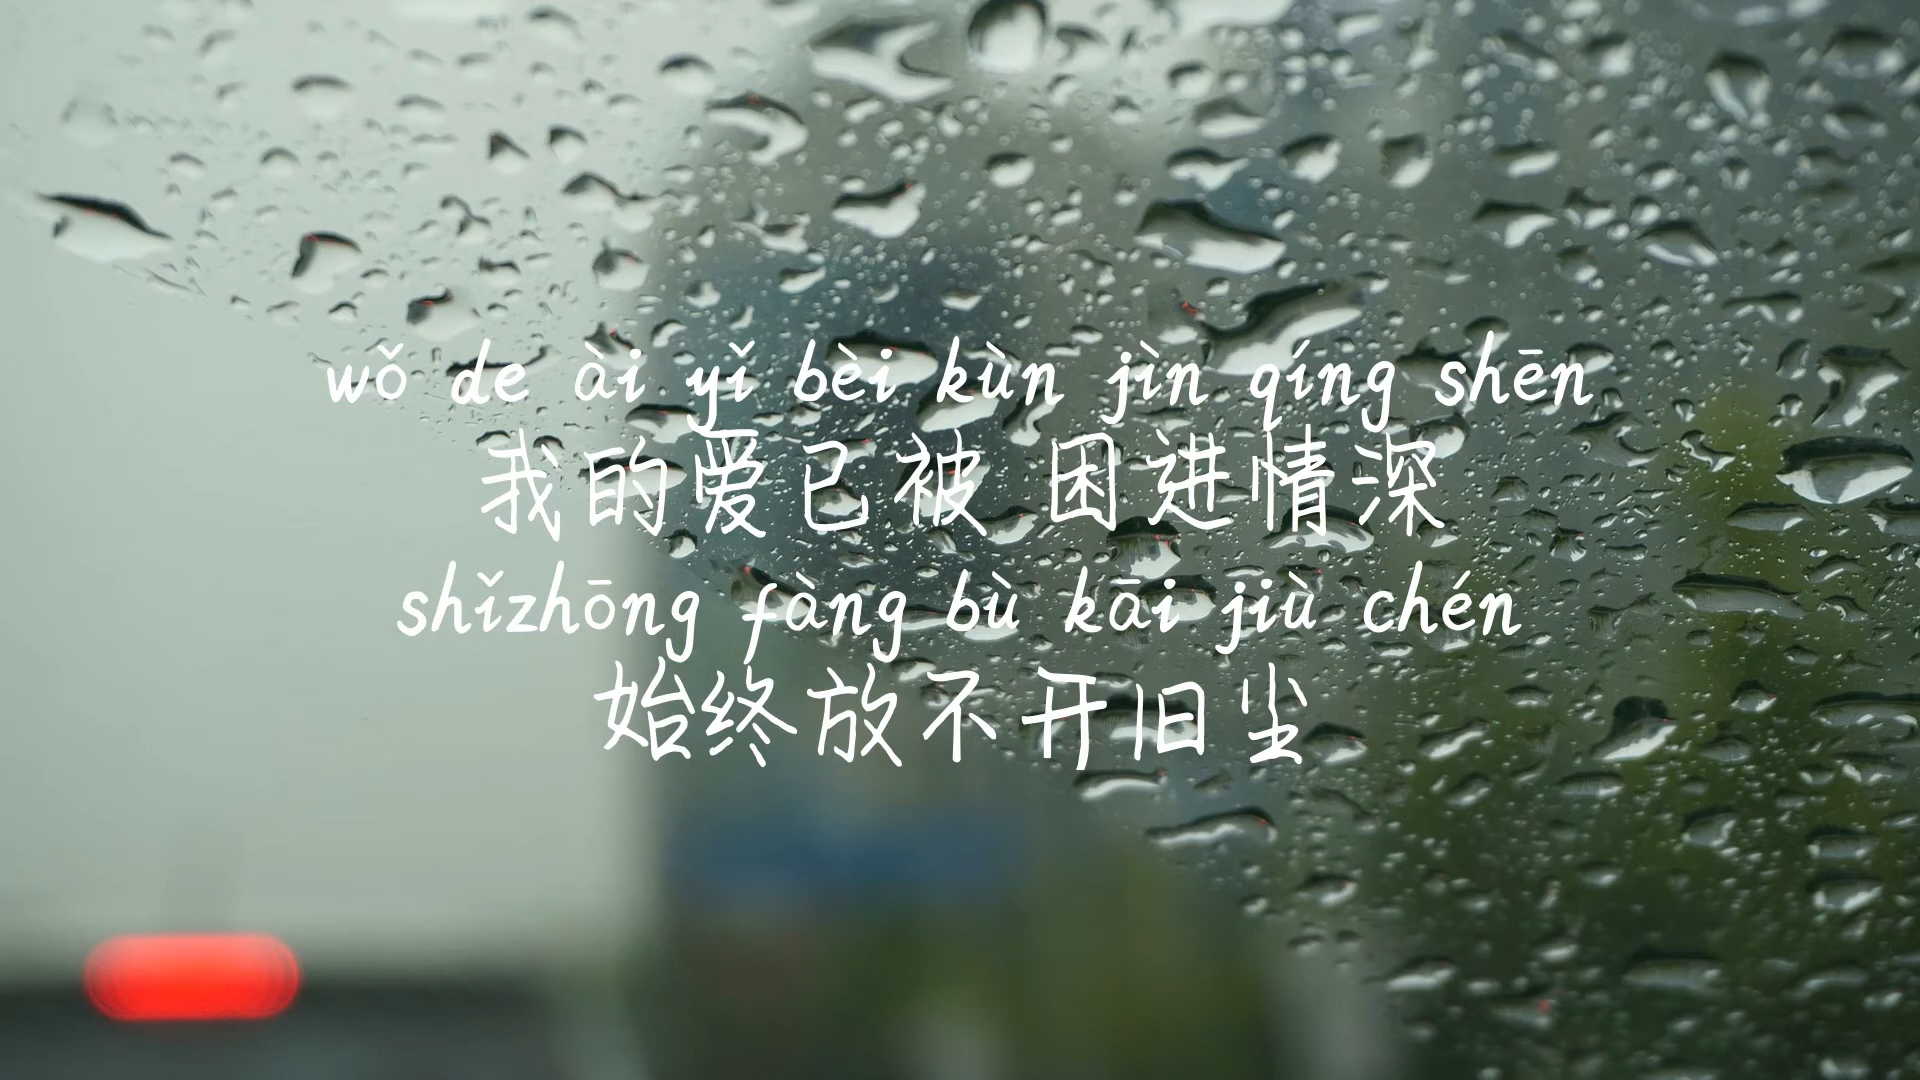 wǒ de ài yǐ bèi kùn jìn qíng shēn
我的爱已被 困进情深
shǐzhōng fàng bù kāi jiù chén
始终放不开旧尘